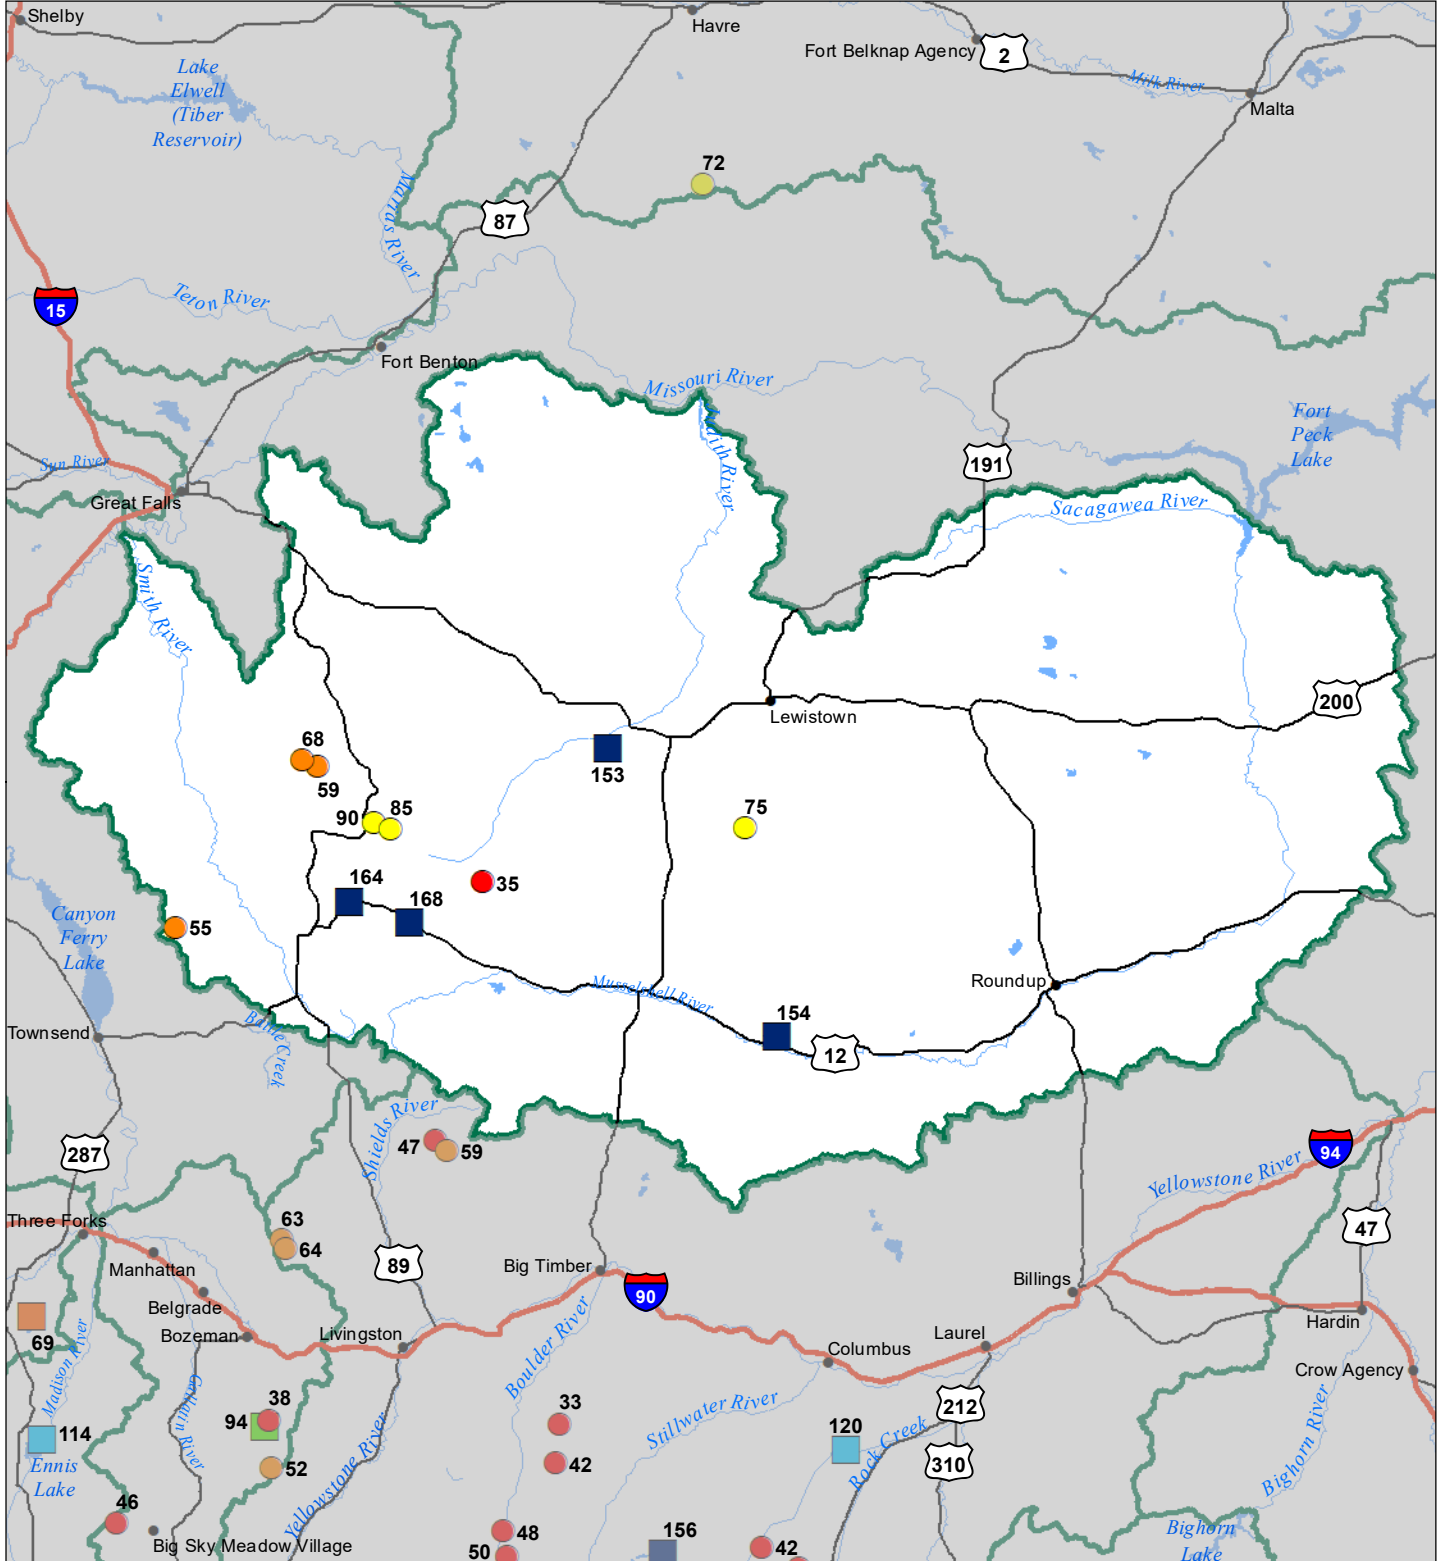 Shelby
Havre
Fort Belknap Agency
2
Milk River
Malta
Lake
Elwell
(Tiber
Reservoir)
72
Marias River
87
15
Teton River
Fort Benton
Missouri River
Judith River
Fort
Peck
Lake
191
Sun River
Great Falls
Sacagawea River
Smith River
200
Lewistown
68
59
153
90
85
75
164
168
35
55
Canyon
Ferry
Lake
Roundup
Musselshell River
154
12
Townsend
Battle Creek
Shields River
47
59
287
94
Yellowstone River
Three Forks
63
64
47
Manhattan
89
Big Timber
90
Billings
Belgrade
Bozeman
Livingston
Laurel
Hardin
69
Madison River
Boulder River
Columbus
Crow Agency
Gallatin River
38
94
33
Stillwater River
212
114
120
Rock Creek
Bighorn River
Ennis
Lake
52
Yellowstone River
42
310
46
48
156
Bighorn
Lake
Big Sky Meadow Village
50
42